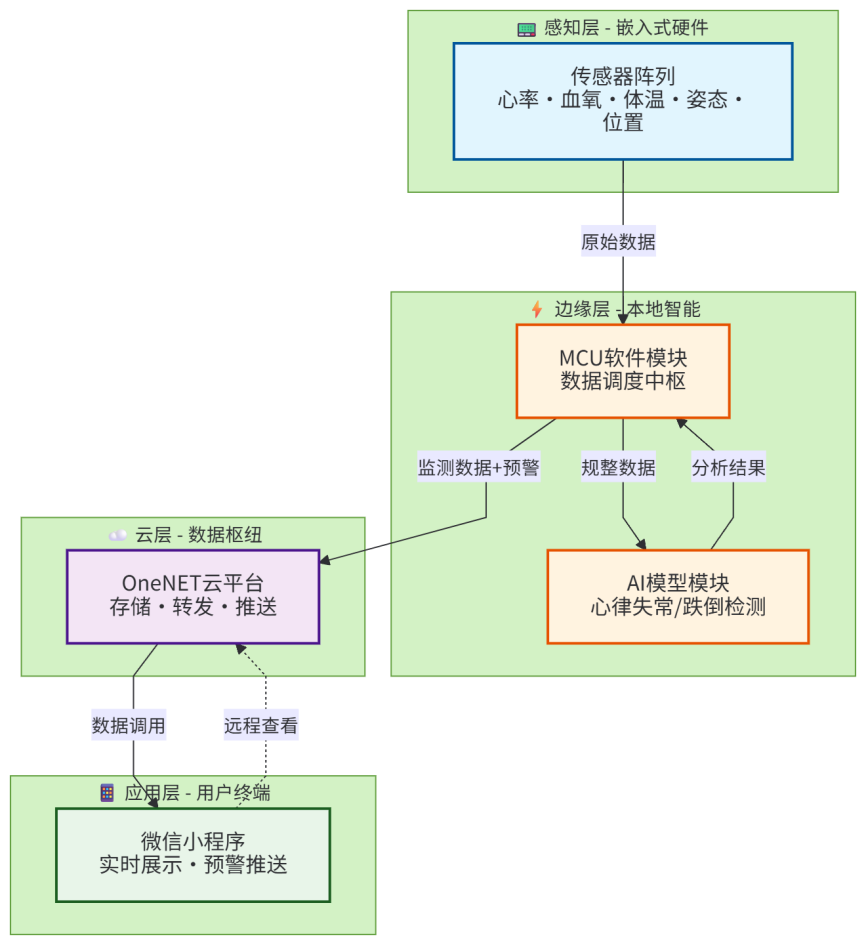 感知层 - 嵌入式硬件
传感器阵列
心率・血氧・体温・姿态・
位置
原始数据
边缘层 - 本地智能
MCU软件模块
数据调度中枢
监测数据+预警
规整数据
分析结果
云层 - 数据枢纽
OneNET云平台
存储・转发・推送
AI模型模块
心律失常/跌倒检测
数据调用
远程查看
应用层 - 用户终端
微信小程序
实时展示・预警推送